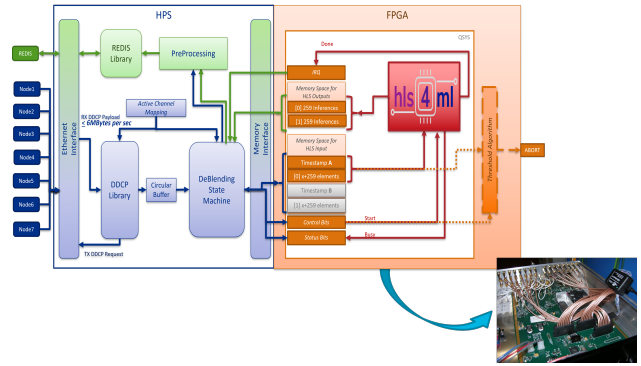 HPS
FPGA
QSYS
REDIS
REDIS
Library
PreProcessing
Done
IRQ
Memory Space for
HLS Outputs
[0] 259 Inferences
[1] 259 Inferences
hls 4 ml
Node1
Node2
Node3
Node4
Node5
Node6
Node7
Ethernet
Interface
RX DDCP Payload
≤ 6MBytes per sec
Active Channel
Mapping
DDCP
Library
Circular
Buffer
DeBlending
State
Machine
Memory
Interface
Memory Space for
HLS Input
Timestamp A
[0] x+259 elements
Timestamp B
[1] x+259 elements
Control Bits
Status Bits
Start
Busy
Threshold Algorithm
ABORT
TX DDCP Request